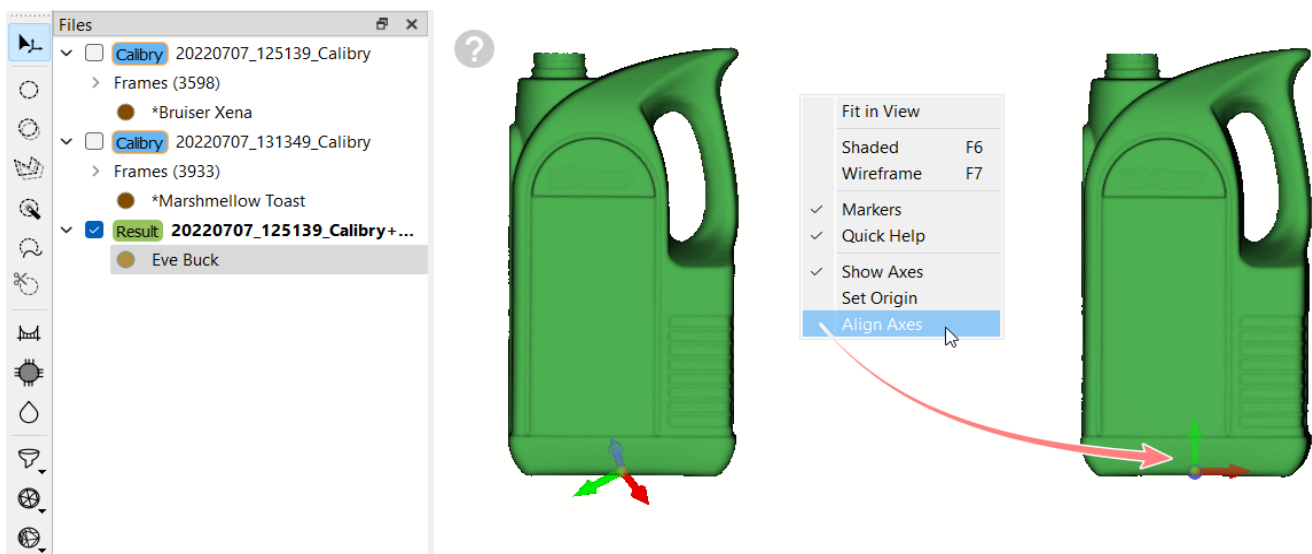 Files
Calibry 20220707_125139_Calibry
Frames (3598)
*Bruiser Xena
Calibry 20220707_131349_Calibry
Frames (3933)
*Marshmellow Toast
Result 20220707_125139_Calibry+...
Eve Buck
?
Fit in View
Shaded F6
Wireframe F7
Markers
Quick Help
Show Axes
Set Origin
Align Axes